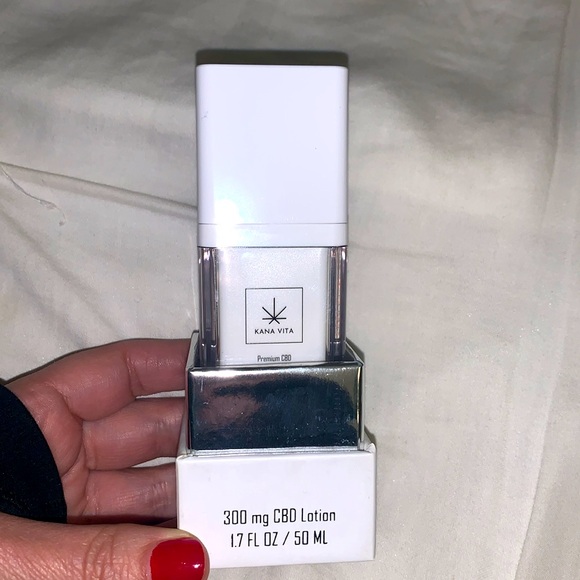 KANA VITA
Premium CBD
300 mg CBD Lotion
1.7 FL OZ / 50 ML